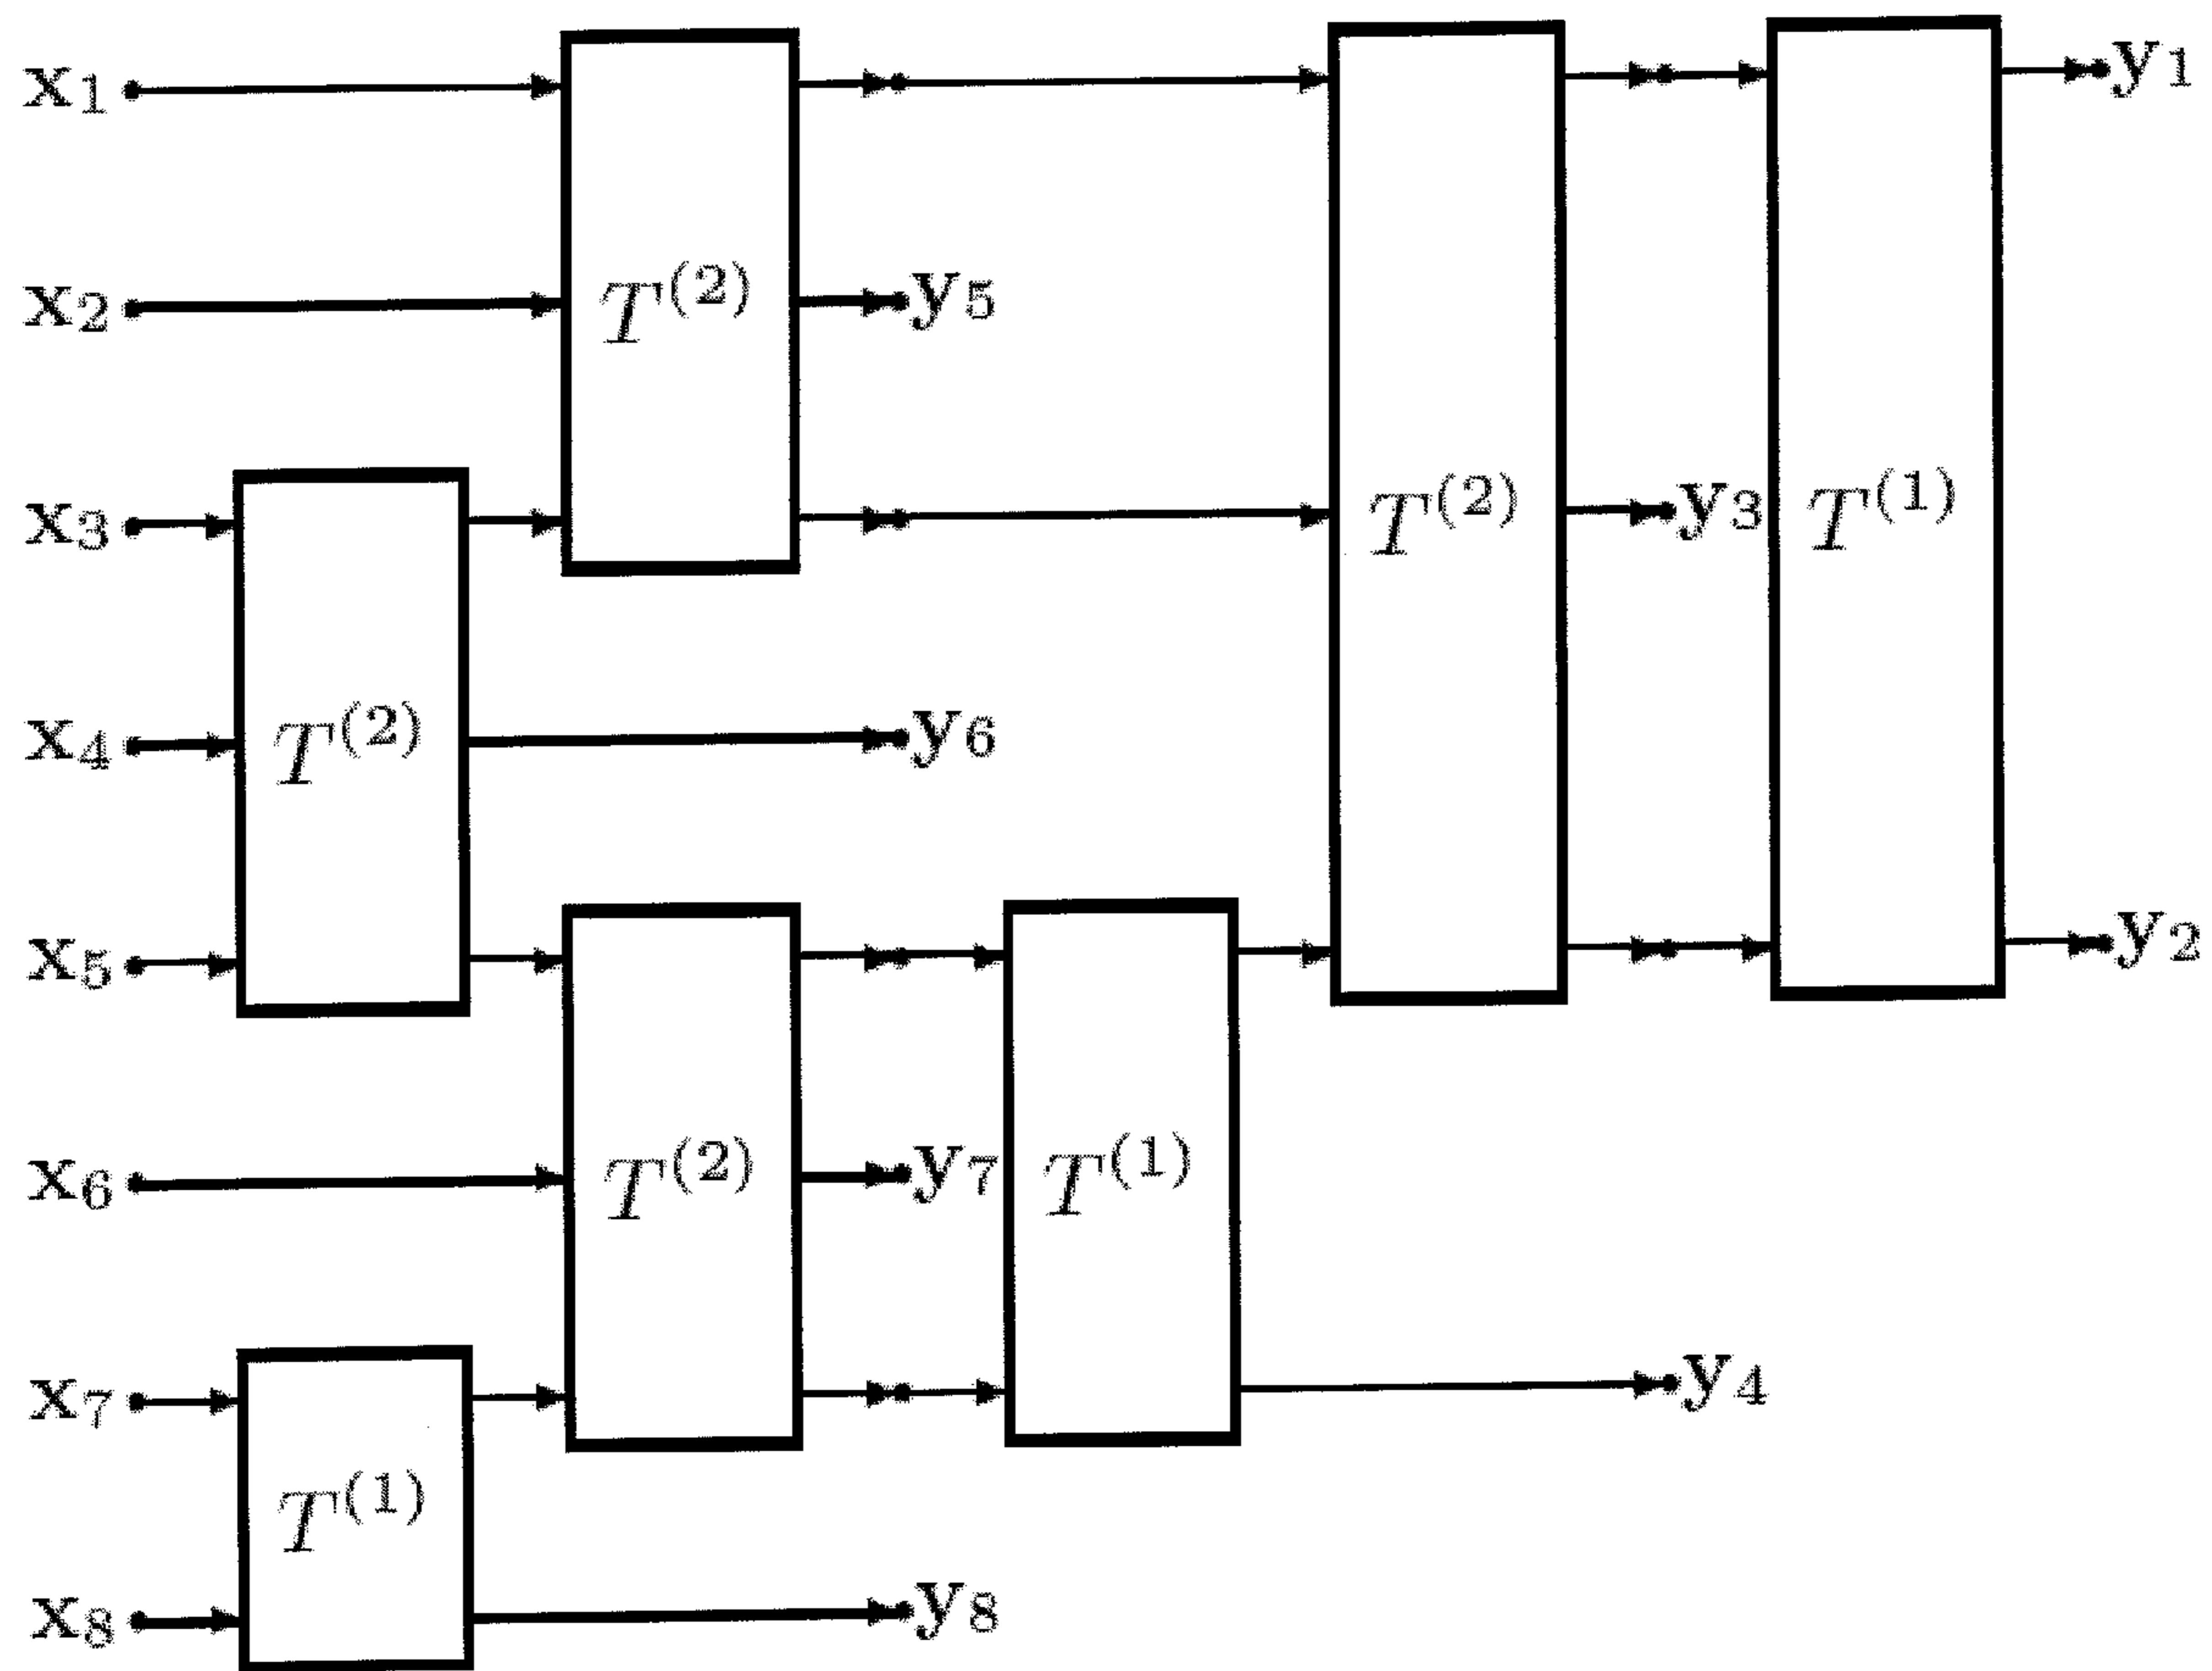 x₁ y₁
x₂ T⁽²⁾ y₅
x₃ T⁽²⁾ y₃ T⁽¹⁾
x₄ T⁽²⁾ y₆
x₅ y₂
x₆ T⁽²⁾ y₇ T⁽¹⁾
x₇ y₄
T⁽¹⁾
x₈ y₈